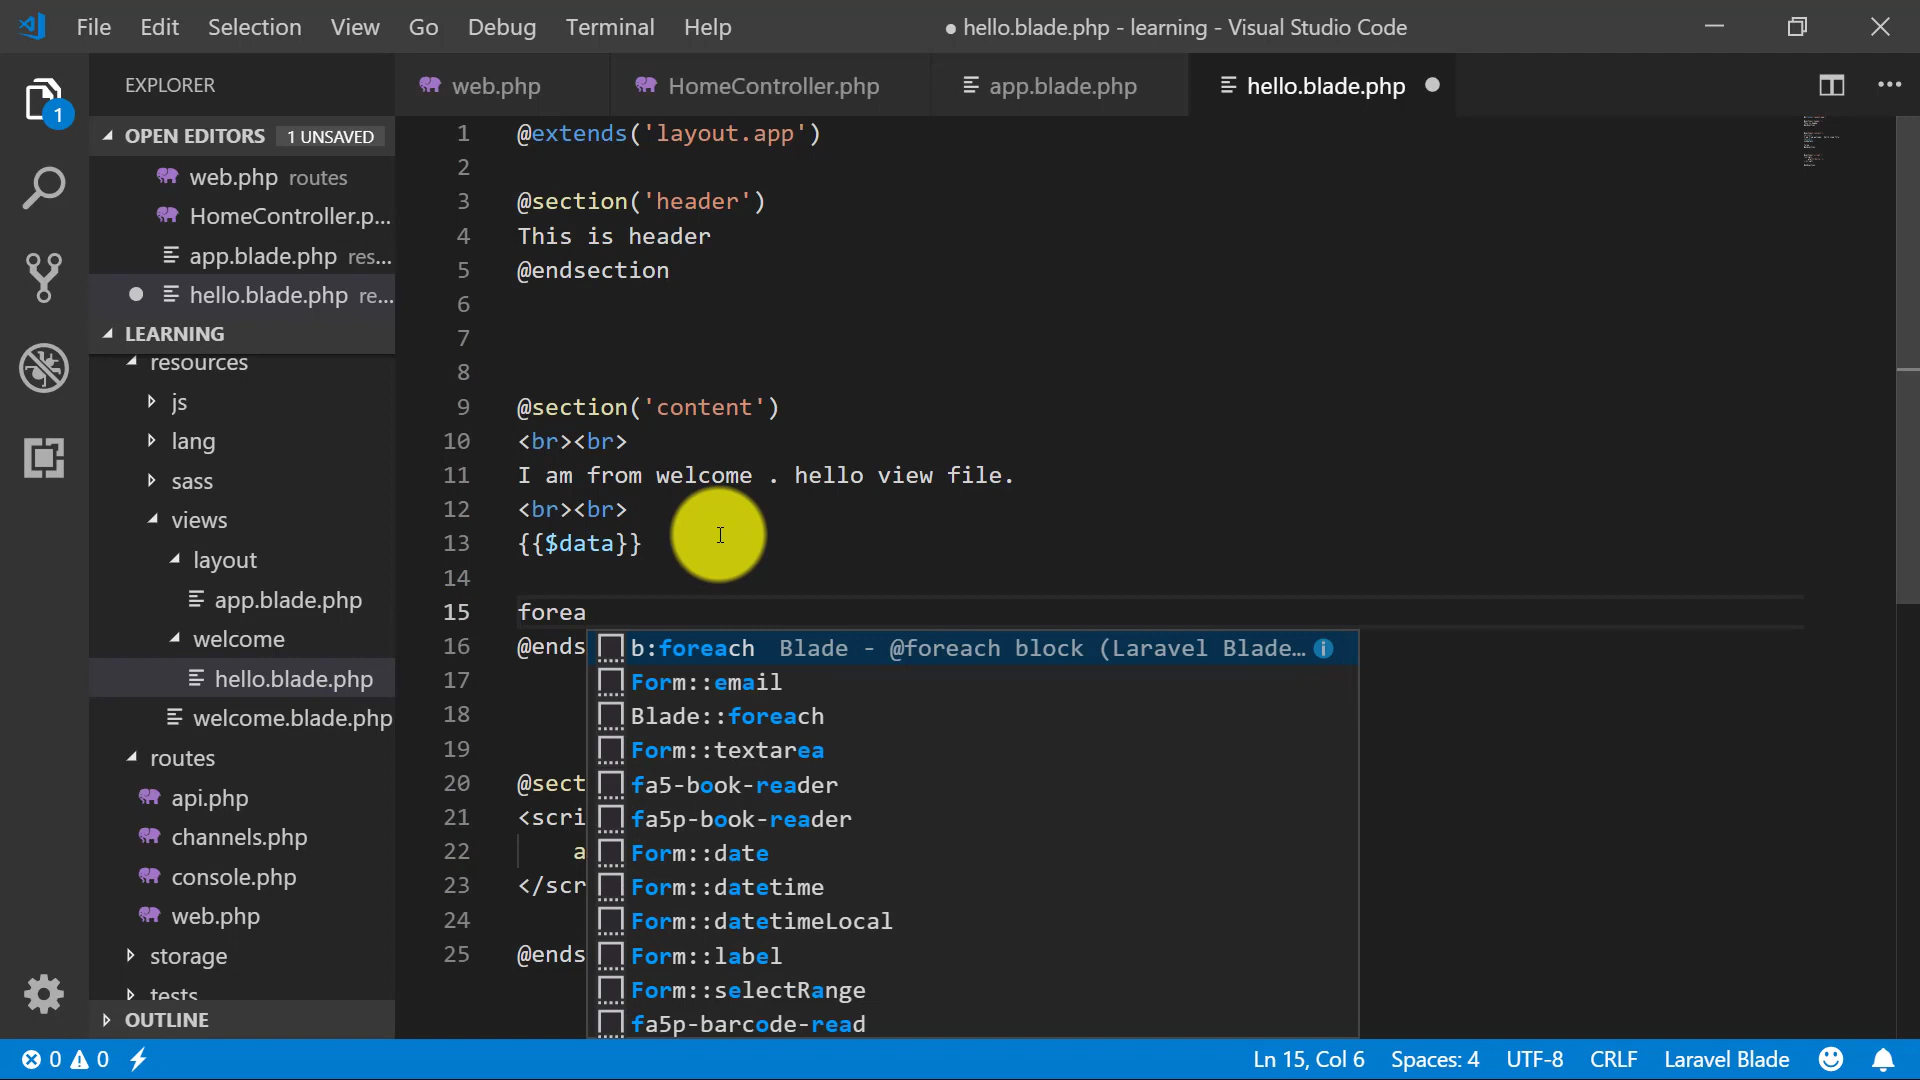 File Edit Selection View Go Debug Terminal Help
● hello.blade.php - learning - Visual Studio Code
EXPLORER
web.php
HomeController.php
app.blade.php
hello.blade.php
1
OPEN EDITORS 1 UNSAVED
web.php routes
HomeController.p...
app.blade.php res...
hello.blade.php re...
LEARNING
resources
js
lang
sass
views
layout
app.blade.php
welcome
hello.blade.php
welcome.blade.php
routes
api.php
channels.php
console.php
web.php
storage
tests
OUTLINE
1 @extends('layout.app')
2
3 @section('header')
4 This is header
5 @endsection
6
7
8
9 @section('content')
10 <br><br>
11 I am from welcome . hello view file.
12 <br><br>
13 {{$data}}
14
15 forea
16 @ends
17
18
19
20 @sect
21 <scri
22 a
23 </scr
24
25 @ends
b:foreach Blade - @foreach block (Laravel Blade...
Form::email
Blade::foreach
Form::textarea
fa5-book-reader
fa5p-book-reader
Form::date
Form::datetime
Form::datetimeLocal
Form::label
Form::selectRange
fa5p-barcode-read
0 0
Ln 15, Col 6 Spaces: 4 UTF-8 CRLF Laravel Blade